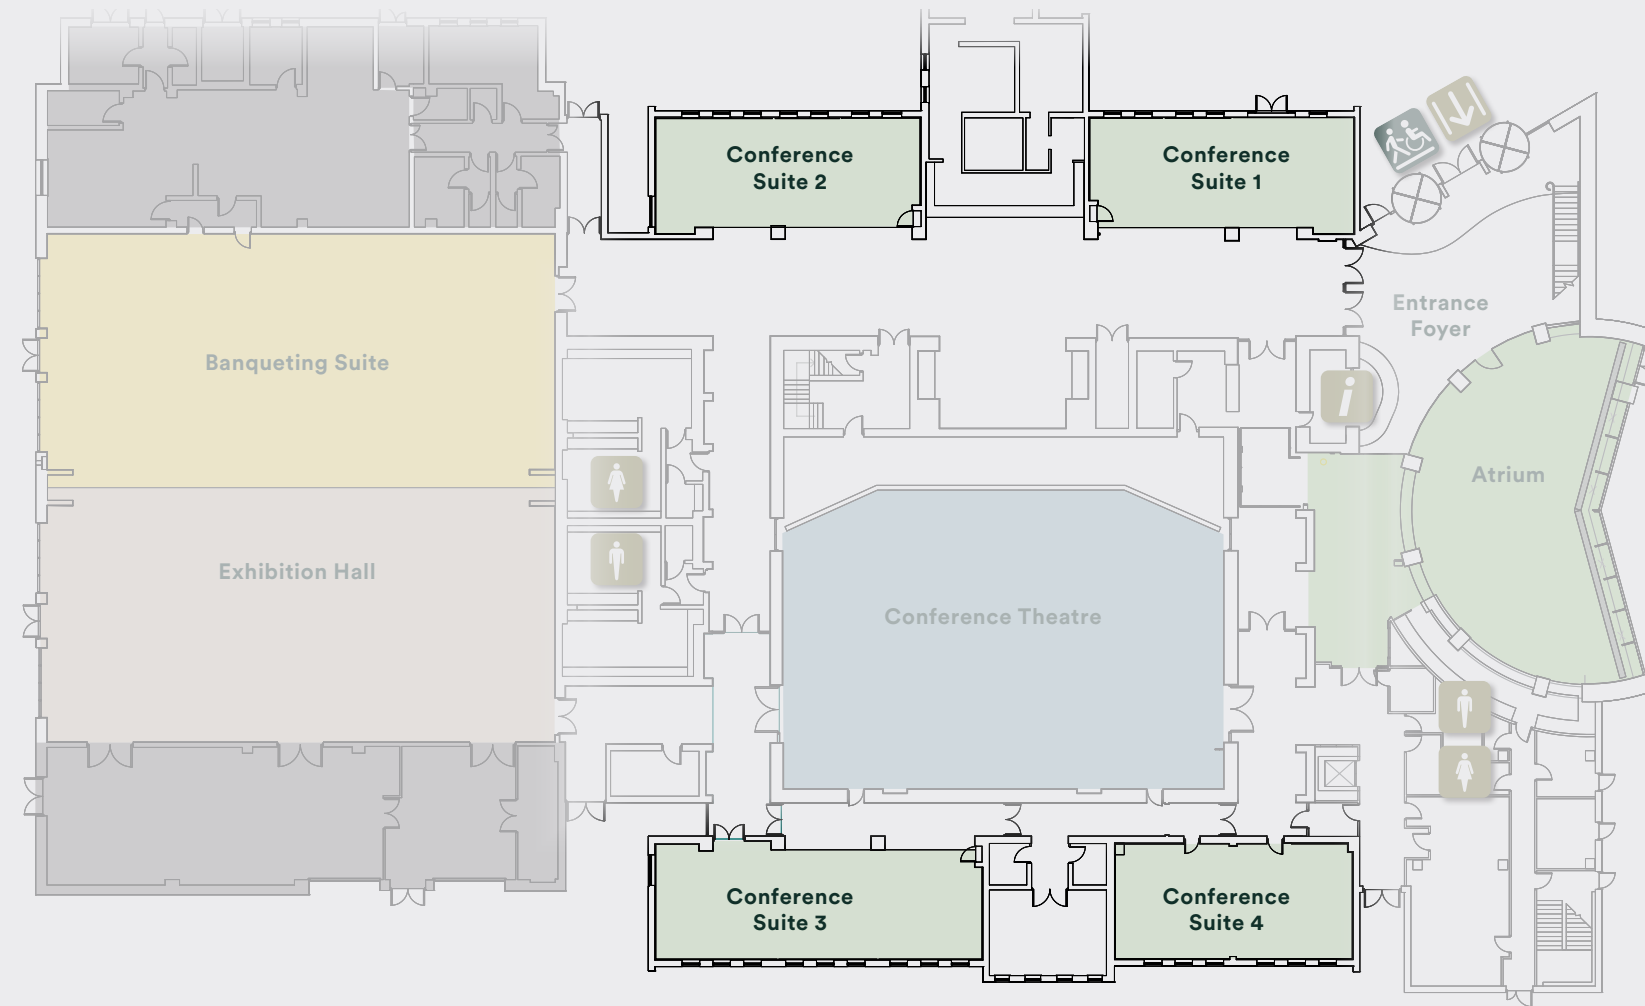 Conference
Suite 2
Conference
Suite 1
Entrance
Foyer
Banqueting Suite
i
Atrium
Exhibition Hall
Conference Theatre
Conference
Suite 3
Conference
Suite 4